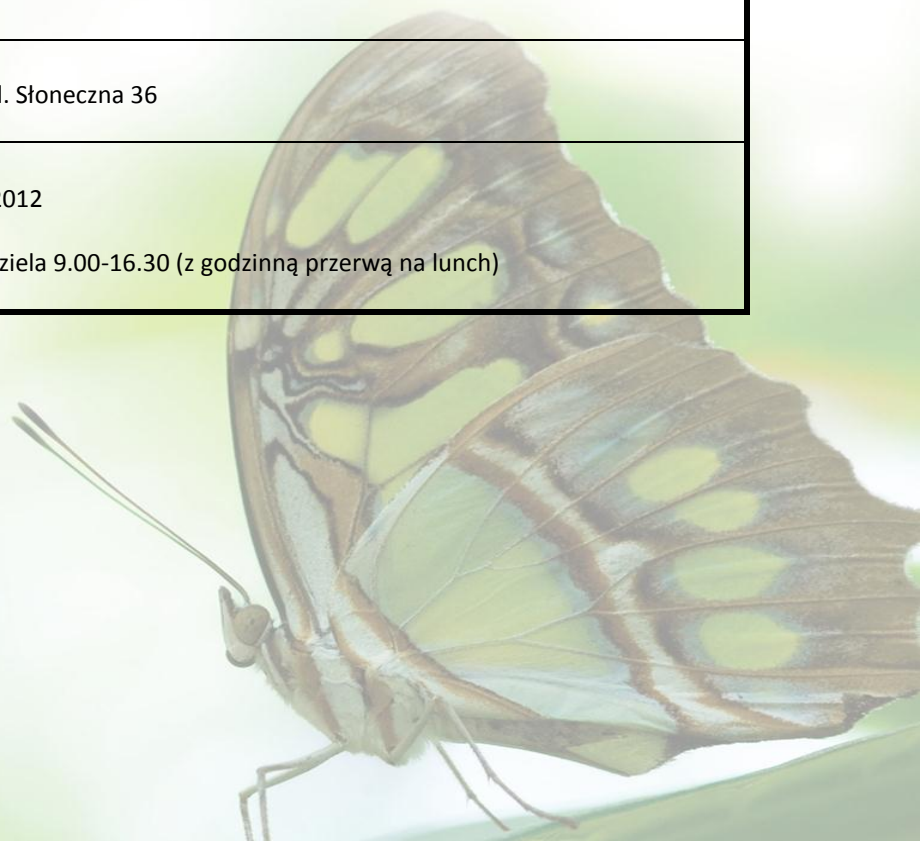 l. Słoneczna 36
2012
ziela 9.00-16.30 (z godzinną przerwą na lunch)